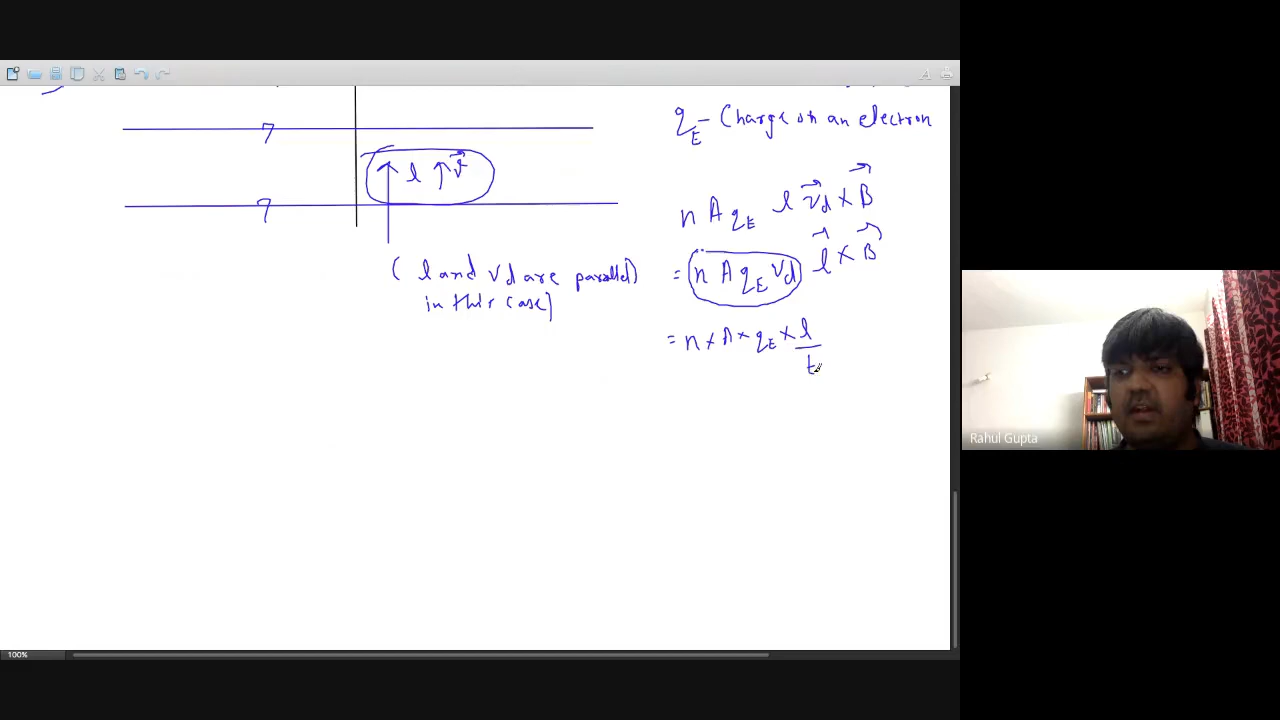 q_E - Charge on an electron
l ↑ v⃗
n A q_E l v⃗d × B⃗
= n A q_E vd l⃗ × B⃗
( l and vd are parallel)
in this case)
= n × A × q_E × l/t
Rahul Gupta
100%